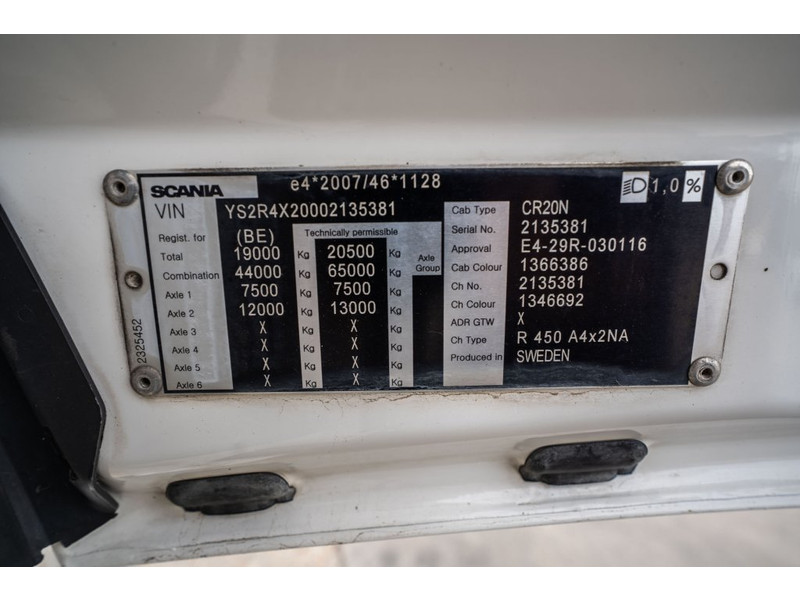 SCANIA e4*2007/46*1128 1,0 %
VIN YS2R4X20002135381
Regist. for (BE) Technically permissible
Total 19000 Kg 20500 Kg Axle Group
Combination 44000 Kg 65000 Kg
Axle 1 7500 Kg 7500 Kg
Axle 2 12000 Kg 13000 Kg
Axle 3 X Kg X Kg
Axle 4 X Kg X Kg
Axle 5 X Kg X Kg
Axle 6 X Kg X Kg
Cab Type CR20N
Serial No. 2135381
Approval E4-29R-030116
Cab Colour 1366386
Ch No. 2135381
Ch Colour 1346692
ADR GTW X
Ch Type R 450 A4x2NA
Produced in SWEDEN
2325452